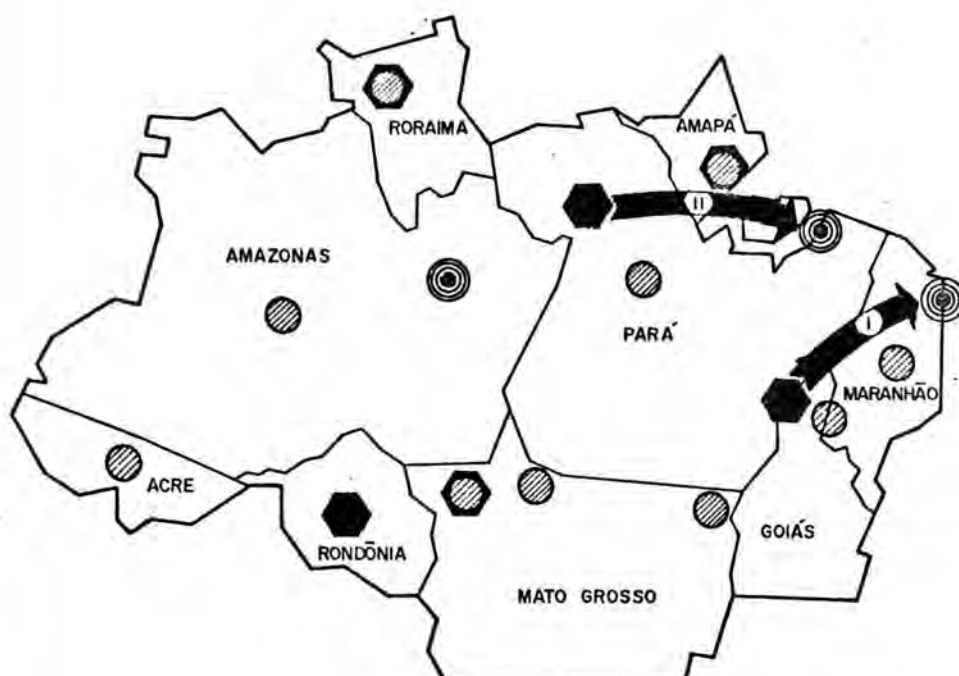 RORAIMA
AMAPÁ
II
AMAZONAS
PARÁ
I
MARANHÃO
ACRE
RONDÔNIA
GOIÁS
MATO GROSSO